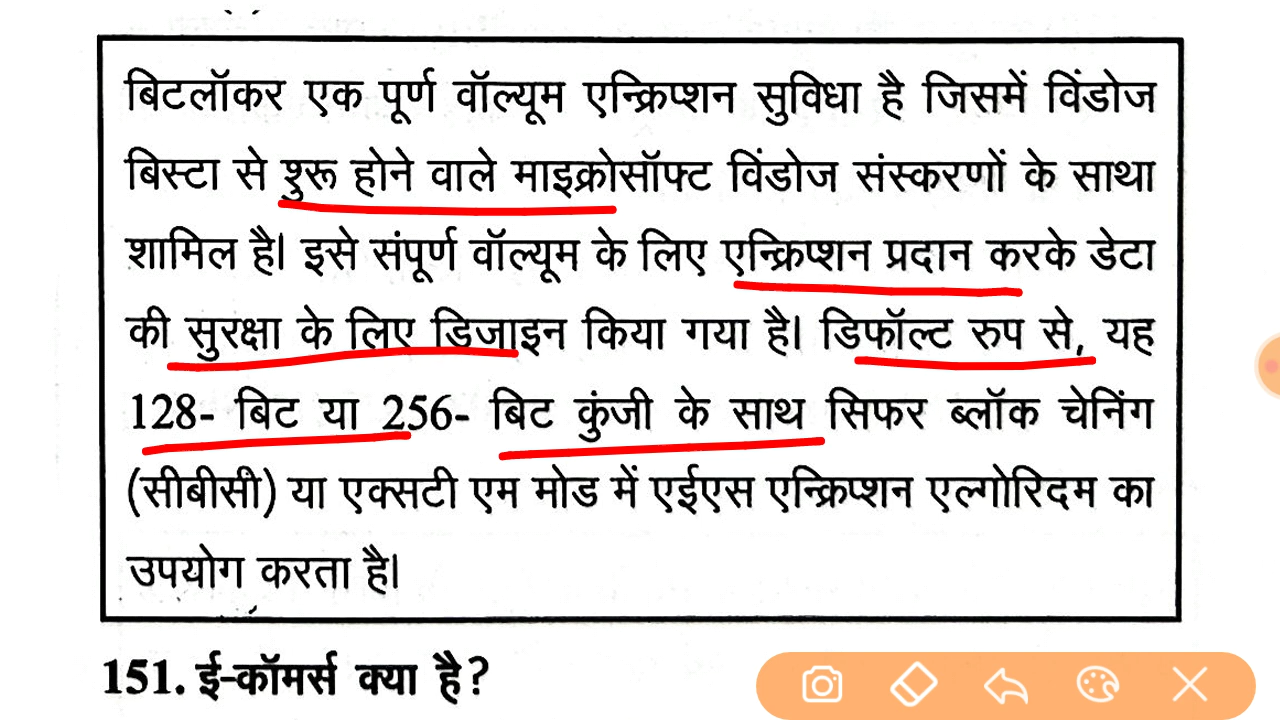 बिटलॉकर एक पूर्ण वॉल्यूम एन्क्रिप्शन सुविधा है जिसमें विंडोज
बिस्टा से शुरू होने वाले माइक्रोसॉफ्ट विंडोज संस्करणों के साथा
शामिल है। इसे संपूर्ण वॉल्यूम के लिए एन्क्रिप्शन प्रदान करके डेटा
की सुरक्षा के लिए डिजाइन किया गया है। डिफॉल्ट रुप से, यह
128- बिट या 256- बिट कुंजी के साथ सिफर ब्लॉक चेनिंग
(सीबीसी) या एक्सटी एम मोड में एईएस एन्क्रिप्शन एल्गोरिदम का
उपयोग करता है।
151. ई-कॉमर्स क्या है?